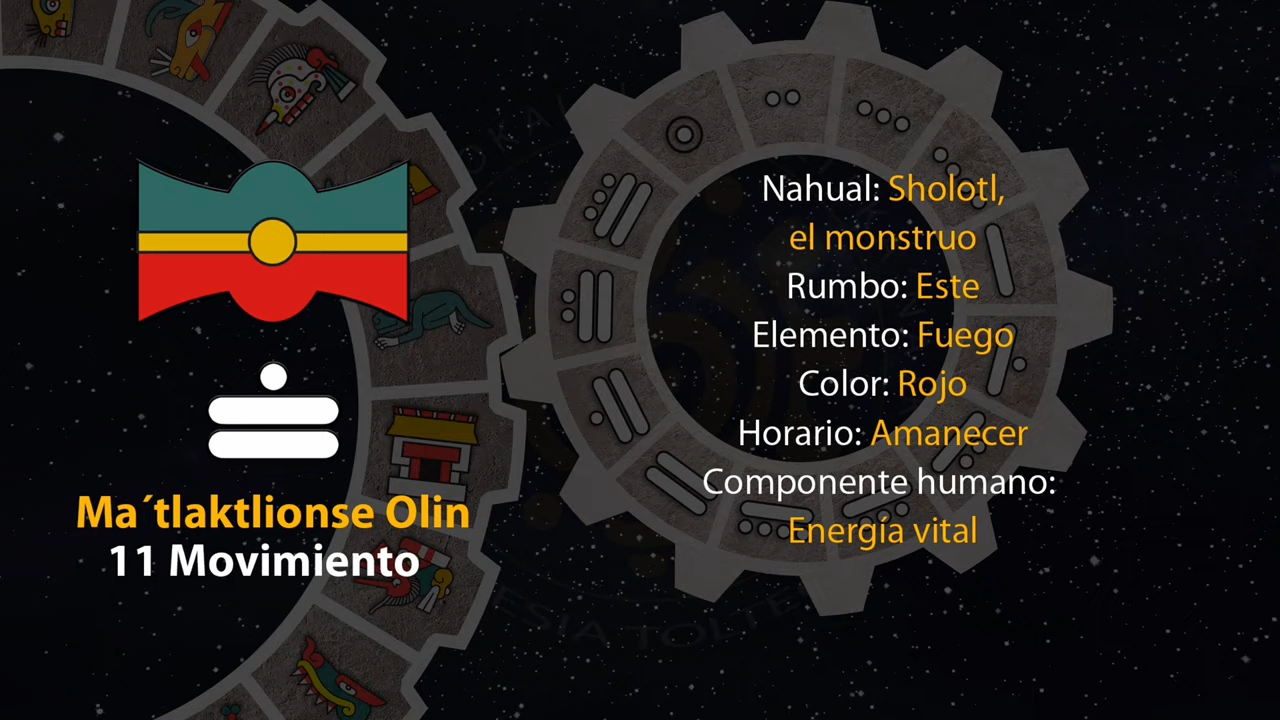 Ma´tlaktlionse Olin
11 Movimiento
Nahual: Sholotl,
el monstruo
Rumbo: Este
Elemento: Fuego
Color: Rojo
Horario: Amanecer
Componente humano:
Energía vital